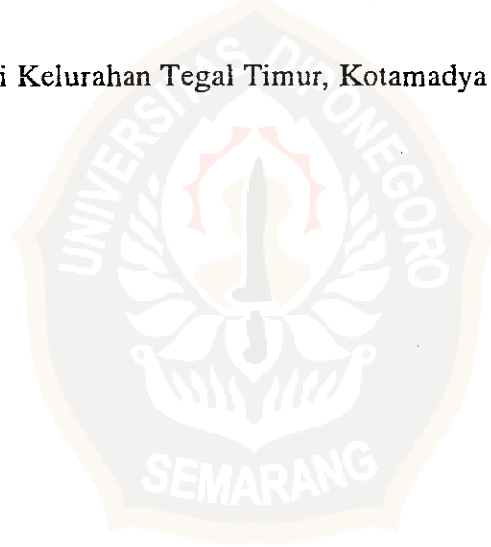 i Kelurahan Tegal Timur, Kotamadya
UNIVERSITAS DIPONEGORO
SEMARANG